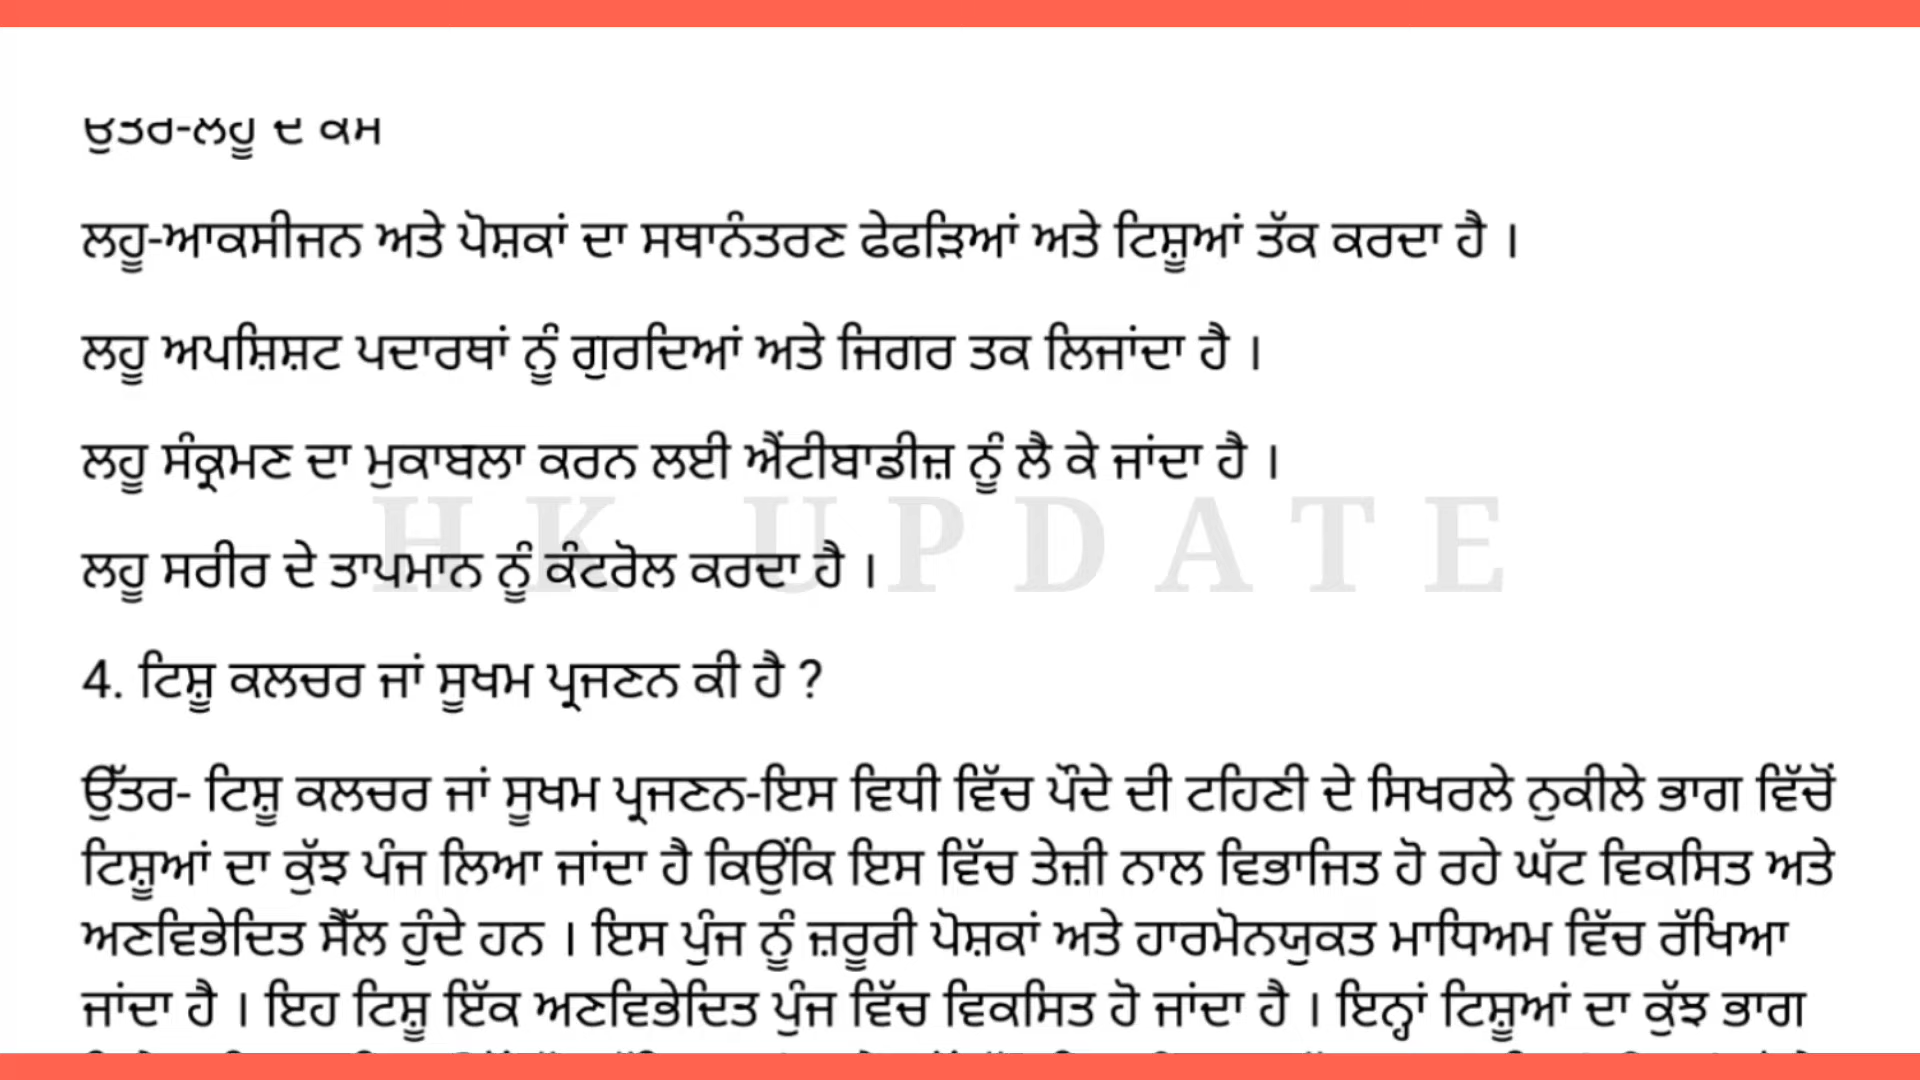 ਉੱਤਰ-ਲਹੂ ਦੇ ਕੰਮ
ਲਹੂ-ਆਕਸੀਜਨ ਅਤੇ ਪੋਸ਼ਕਾਂ ਦਾ ਸਥਾਨੰਤਰਣ ਫੇਫੜਿਆਂ ਅਤੇ ਟਿਸ਼ੂਆਂ ਤੱਕ ਕਰਦਾ ਹੈ ।
ਲਹੂ ਅਪਸ਼ਿਸ਼ਟ ਪਦਾਰਥਾਂ ਨੂੰ ਗੁਰਦਿਆਂ ਅਤੇ ਜਿਗਰ ਤਕ ਲਿਜਾਂਦਾ ਹੈ ।
ਲਹੂ ਸੰਕ੍ਰਮਣ ਦਾ ਮੁਕਾਬਲਾ ਕਰਨ ਲਈ ਐਂਟੀਬਾਡੀਜ਼ ਨੂੰ ਲੈ ਕੇ ਜਾਂਦਾ ਹੈ ।
HK UPDATE
ਲਹੂ ਸਰੀਰ ਦੇ ਤਾਪਮਾਨ ਨੂੰ ਕੰਟਰੋਲ ਕਰਦਾ ਹੈ ।
4. ਟਿਸ਼ੂ ਕਲਚਰ ਜਾਂ ਸੂਖਮ ਪ੍ਰਜਣਨ ਕੀ ਹੈ ?
ਉੱਤਰ- ਟਿਸ਼ੂ ਕਲਚਰ ਜਾਂ ਸੂਖਮ ਪ੍ਰਜਣਨ-ਇਸ ਵਿਧੀ ਵਿੱਚ ਪੌਦੇ ਦੀ ਟਹਿਣੀ ਦੇ ਸਿਖਰਲੇ ਨੁਕੀਲੇ ਭਾਗ ਵਿੱਚੋਂ
ਟਿਸ਼ੂਆਂ ਦਾ ਕੁੱਝ ਪੰਜ ਲਿਆ ਜਾਂਦਾ ਹੈ ਕਿਉਂਕਿ ਇਸ ਵਿੱਚ ਤੇਜ਼ੀ ਨਾਲ ਵਿਭਾਜਿਤ ਹੋ ਰਹੇ ਘੱਟ ਵਿਕਸਿਤ ਅਤੇ
ਅਣਵਿਭੇਦਿਤ ਸੈੱਲ ਹੁੰਦੇ ਹਨ । ਇਸ ਪੁੰਜ ਨੂੰ ਜ਼ਰੂਰੀ ਪੋਸ਼ਕਾਂ ਅਤੇ ਹਾਰਮੋਨਯੁਕਤ ਮਾਧਿਅਮ ਵਿੱਚ ਰੱਖਿਆ
ਜਾਂਦਾ ਹੈ । ਇਹ ਟਿਸ਼ੂ ਇੱਕ ਅਣਵਿਭੇਦਿਤ ਪੁੰਜ ਵਿੱਚ ਵਿਕਸਿਤ ਹੋ ਜਾਂਦਾ ਹੈ । ਇਨ੍ਹਾਂ ਟਿਸ਼ੂਆਂ ਦਾ ਕੁੱਝ ਭਾਗ